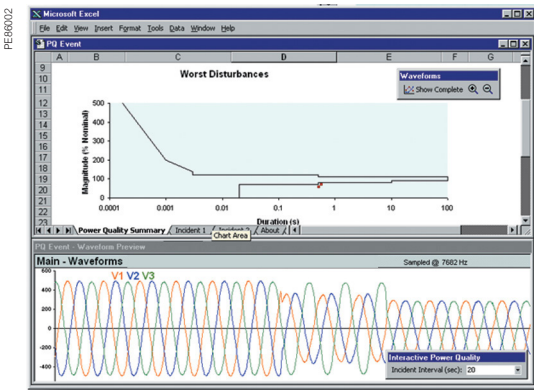 PE86002
Microsoft Excel
File Edit View Insert Format Tools Data Window Help
PQ Event
A B C D E F G
9
10
11
12
13
14
15
16
17
18
19
20
21
22
23
Worst Disturbances
Waveforms
Show Complete
Magnitude (% Nominal)
500
400
300
200
100
0
0.0001 0.001 0.01 0.1 1 10 100
Duration (s)
Power Quality Summary Incident 1 Incident 2 About
Chart Area
PQ Event - Waveform Preview
Main - Waveforms
Sampled @ 7682 Hz
V1 V2 V3
600
400
200
0
-200
-400
Interactive Power Quality
Incident Interval (sec): 20